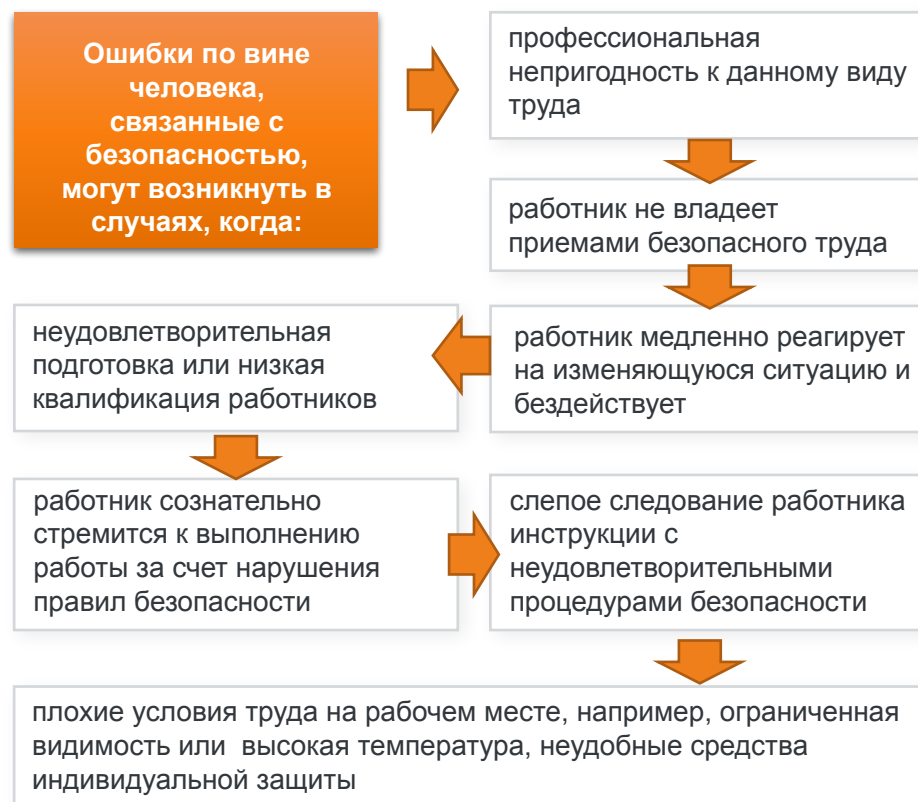 Ошибки по вине
человека,
связанные с
безопасностью,
могут возникнуть в
случаях, когда:
профессиональная
непригодность к данному виду
труда
работник не владеет
приемами безопасного труда
работник медленно реагирует
на изменяющуюся ситуацию и
бездействует
неудовлетворительная
подготовка или низкая
квалификация работников
работник сознательно
стремится к выполнению
работы за счет нарушения
правил безопасности
слепое следование работника
инструкции с
неудовлетворительными
процедурами безопасности
плохие условия труда на рабочем месте, например, ограниченная
видимость или  высокая температура, неудобные средства
индивидуальной защиты